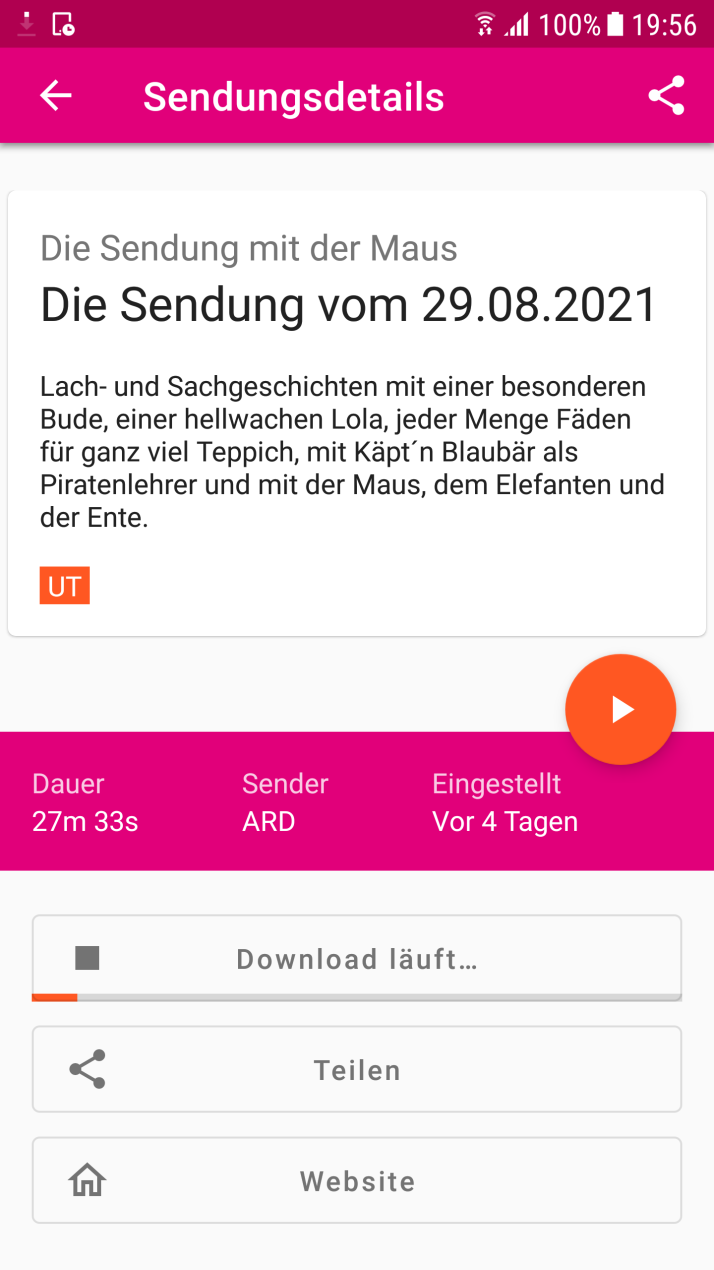 100% 19:56
Sendungsdetails
Die Sendung mit der Maus
Die Sendung vom 29.08.2021
Lach- und Sachgeschichten mit einer besonderen
Bude, einer hellwachen Lola, jeder Menge Fäden
für ganz viel Teppich, mit Käpt´n Blaubär als
Piratenlehrer und mit der Maus, dem Elefanten und
der Ente.
UT
Dauer Sender Eingestellt
27m 33s ARD Vor 4 Tagen
Download läuft…
Teilen
Website